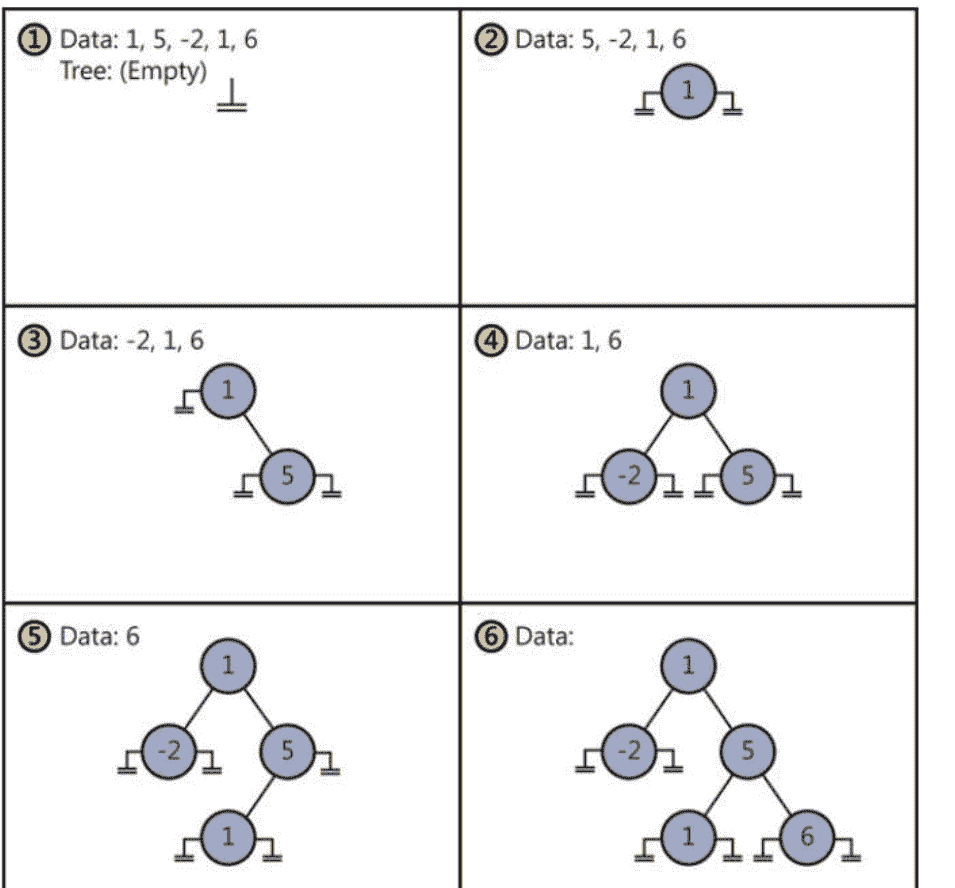 1 Data: 1, 5, -2, 1, 6
Tree: (Empty)
2 Data: 5, -2, 1, 6
1
3 Data: -2, 1, 6
1
5
4 Data: 1, 6
1
-2 5
5 Data: 6
1
-2 5
1
6 Data:
1
-2 5
1 6